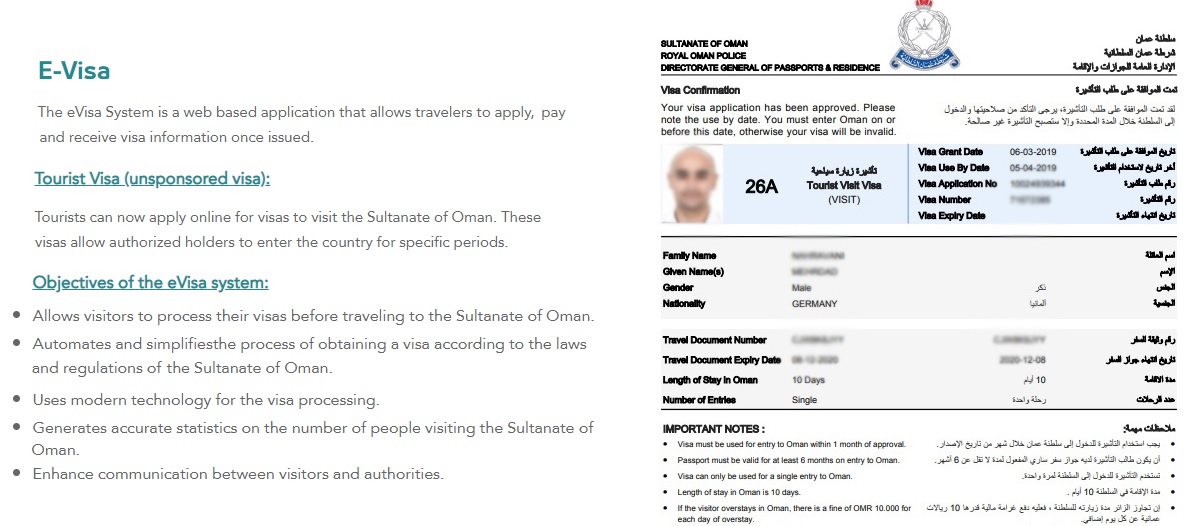 E-Visa
The eVisa System is a web based application that allows travelers to apply, pay
and receive visa information once issued.
Tourist Visa (unsponsored visa):
Tourists can now apply online for visas to visit the Sultanate of Oman. These
visas allow authorized holders to enter the country for specific periods.
Objectives of the eVisa system:
Allows visitors to process their visas before traveling to the Sultanate of Oman.
Automates and simplifiesthe process of obtaining a visa according to the laws
and regulations of the Sultanate of Oman.
Uses modern technology for the visa processing.
Generates accurate statistics on the number of people visiting the Sultanate of
Oman.
Enhance communication between visitors and authorities.
SULTANATE OF OMAN سلطنة عمان
ROYAL OMAN POLICE شرطة عمان السلطانية
DIRECTORATE GENERAL OF PASSPORTS & RESIDENCE الإدارة العامة للجوازات والإقامة
Visa Confirmation تمت الموافقة على طلب التأشيرة
Your visa application has been approved. Please لقد تمت الموافقة على طلب التأشيرة، يرجى التأكد من صلاحيتها والدخول
note the use by date. You must enter Oman on or إلى السلطنة خلال المدة المحددة وإلا ستصبح التأشيرة غير صالحة.
before this date, otherwise your visa will be invalid.
26A
تأشيرة زيارة سياحية
Tourist Visit Visa
(VISIT)
Visa Grant Date 06-03-2019 تاريخ الموافقة على طلب التأشيرة
Visa Use By Date 05-04-2019 أخر تاريخ لاستخدام التأشيرة
Visa Application No رقم طلب التأشيرة
Visa Number رقم التأشيرة
Visa Expiry Date تاريخ انتهاء التأشيرة
Family Name اسم العائلة
Given Name(s) الإسم
Gender Male ذكر الجنس
Nationality GERMANY ألمانيا الجنسية
Travel Document Number رقم وثيقة السفر
Travel Document Expiry Date 2020-12-08 تاريخ انتهاء جواز السفر
Length of Stay in Oman 10 Days 10 أيام مدة الاقامة
Number of Entries Single رحلة واحدة عدد الرحلات
IMPORTANT NOTES : ملاحظات مهمة:
Visa must be used for entry to Oman within 1 month of approval. يجب استخدام التأشيرة للدخول إلى سلطنة عمان خلال شهر من تاريخ الإصدار.
Passport must be valid for at least 6 months on entry to Oman. أن يكون طالب التأشيرة لديه جواز سفر ساري المفعول لمدة لا تقل عن 6 أشهر.
Visa can only be used for a single entry to Oman. تستخدم التأشيرة للدخول إلى السلطنة لمرة واحدة.
Length of stay in Oman is 10 days. مدة الإقامة في السلطنة 10 أيام .
If the visitor overstays in Oman, there is a fine of OMR 10.000 for إن تجاوز الزائر مدة زيارته للسلطنة ، فعليه دفع غرامة مالية قدرها 10 ريالات
each day of overstay. عمانية عن كل يوم إضافي.